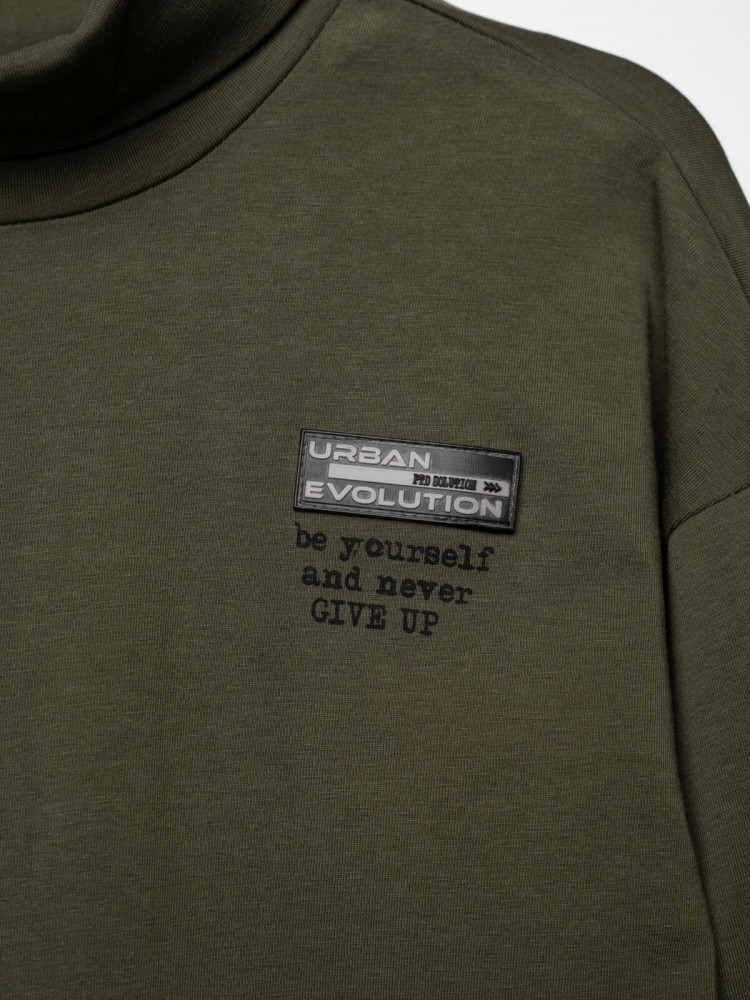 URBAN
EVOLUTION
be yourself
and never
GIVE UP